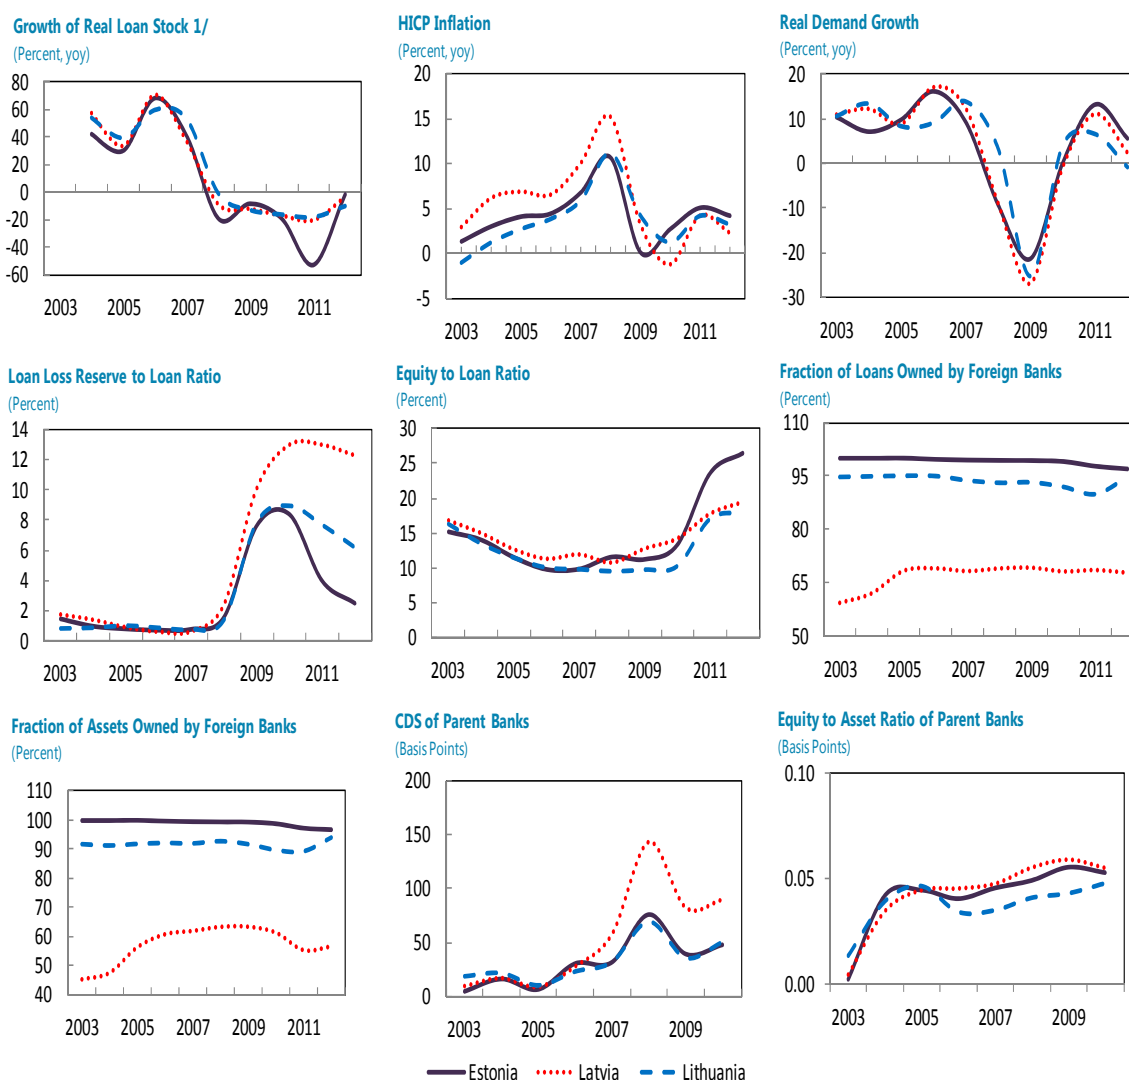 Growth of Real Loan Stock 1/
(Percent, yoy)
80
60
40
20
0
-20
-40
-60
2003 2005 2007 2009 2011
HICP Inflation
(Percent, yoy)
20
15
10
5
0
-5
2003 2005 2007 2009 2011
Real Demand Growth
(Percent, yoy)
20
10
0
-10
-20
-30
2003 2005 2007 2009 2011
Loan Loss Reserve to Loan Ratio
(Percent)
14
12
10
8
6
4
2
0
2003 2005 2007 2009 2011
Equity to Loan Ratio
(Percent)
30
25
20
15
10
5
0
2003 2005 2007 2009 2011
Fraction of Loans Owned by Foreign Banks
(Percent)
110
95
80
65
50
2003 2005 2007 2009 2011
Fraction of Assets Owned by Foreign Banks
(Percent)
110
100
90
80
70
60
50
40
2003 2005 2007 2009 2011
CDS of Parent Banks
(Basis Points)
200
150
100
50
0
2003 2005 2007 2009
Equity to Asset Ratio of Parent Banks
(Basis Points)
0.10
0.05
0.00
2003 2005 2007 2009
Estonia Latvia Lithuania